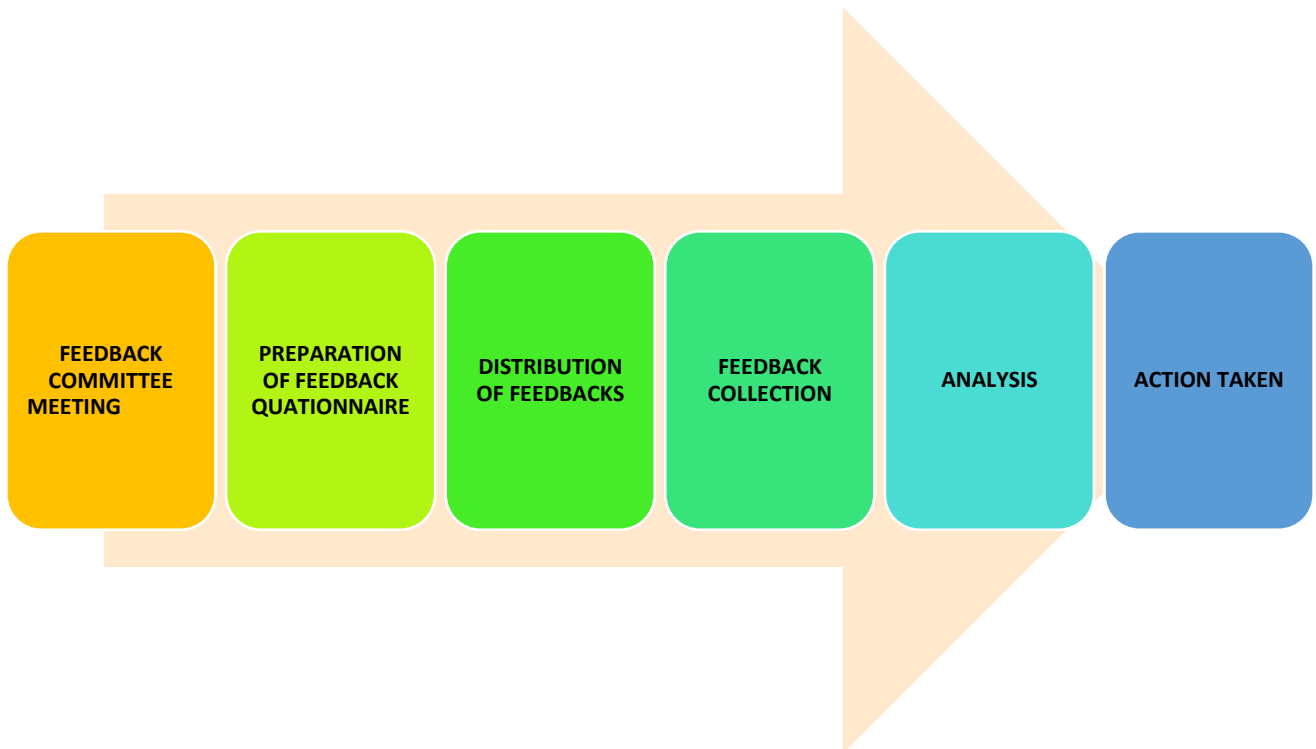 FEEDBACK
COMMITTEE
MEETING
PREPARATION
OF FEEDBACK
QUATIONNAIRE
DISTRIBUTION
OF FEEDBACKS
FEEDBACK
COLLECTION
ANALYSIS
ACTION TAKEN